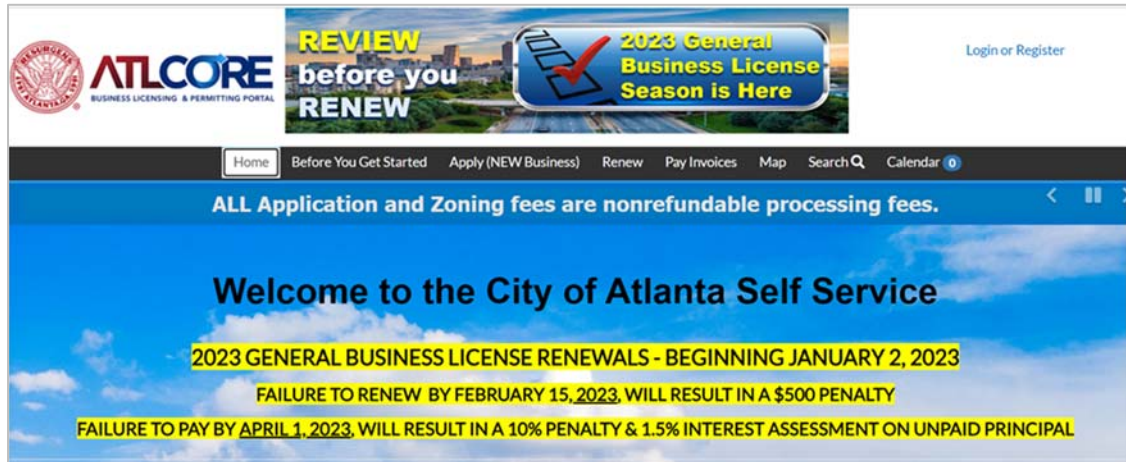 RESURGENS
ATLANTA, GA.
ATLCORE
BUSINESS LICENSING & PERMITTING PORTAL
REVIEW
before you
RENEW
2023 General
Business License
Season is Here
Login or Register
Home Before You Get Started Apply (NEW Business) Renew Pay Invoices Map Search Calendar 0
ALL Application and Zoning fees are nonrefundable processing fees.
Welcome to the City of Atlanta Self Service
2023 GENERAL BUSINESS LICENSE RENEWALS - BEGINNING JANUARY 2, 2023
FAILURE TO RENEW BY FEBRUARY 15, 2023, WILL RESULT IN A $500 PENALTY
FAILURE TO PAY BY APRIL 1, 2023, WILL RESULT IN A 10% PENALTY & 1.5% INTEREST ASSESSMENT ON UNPAID PRINCIPAL